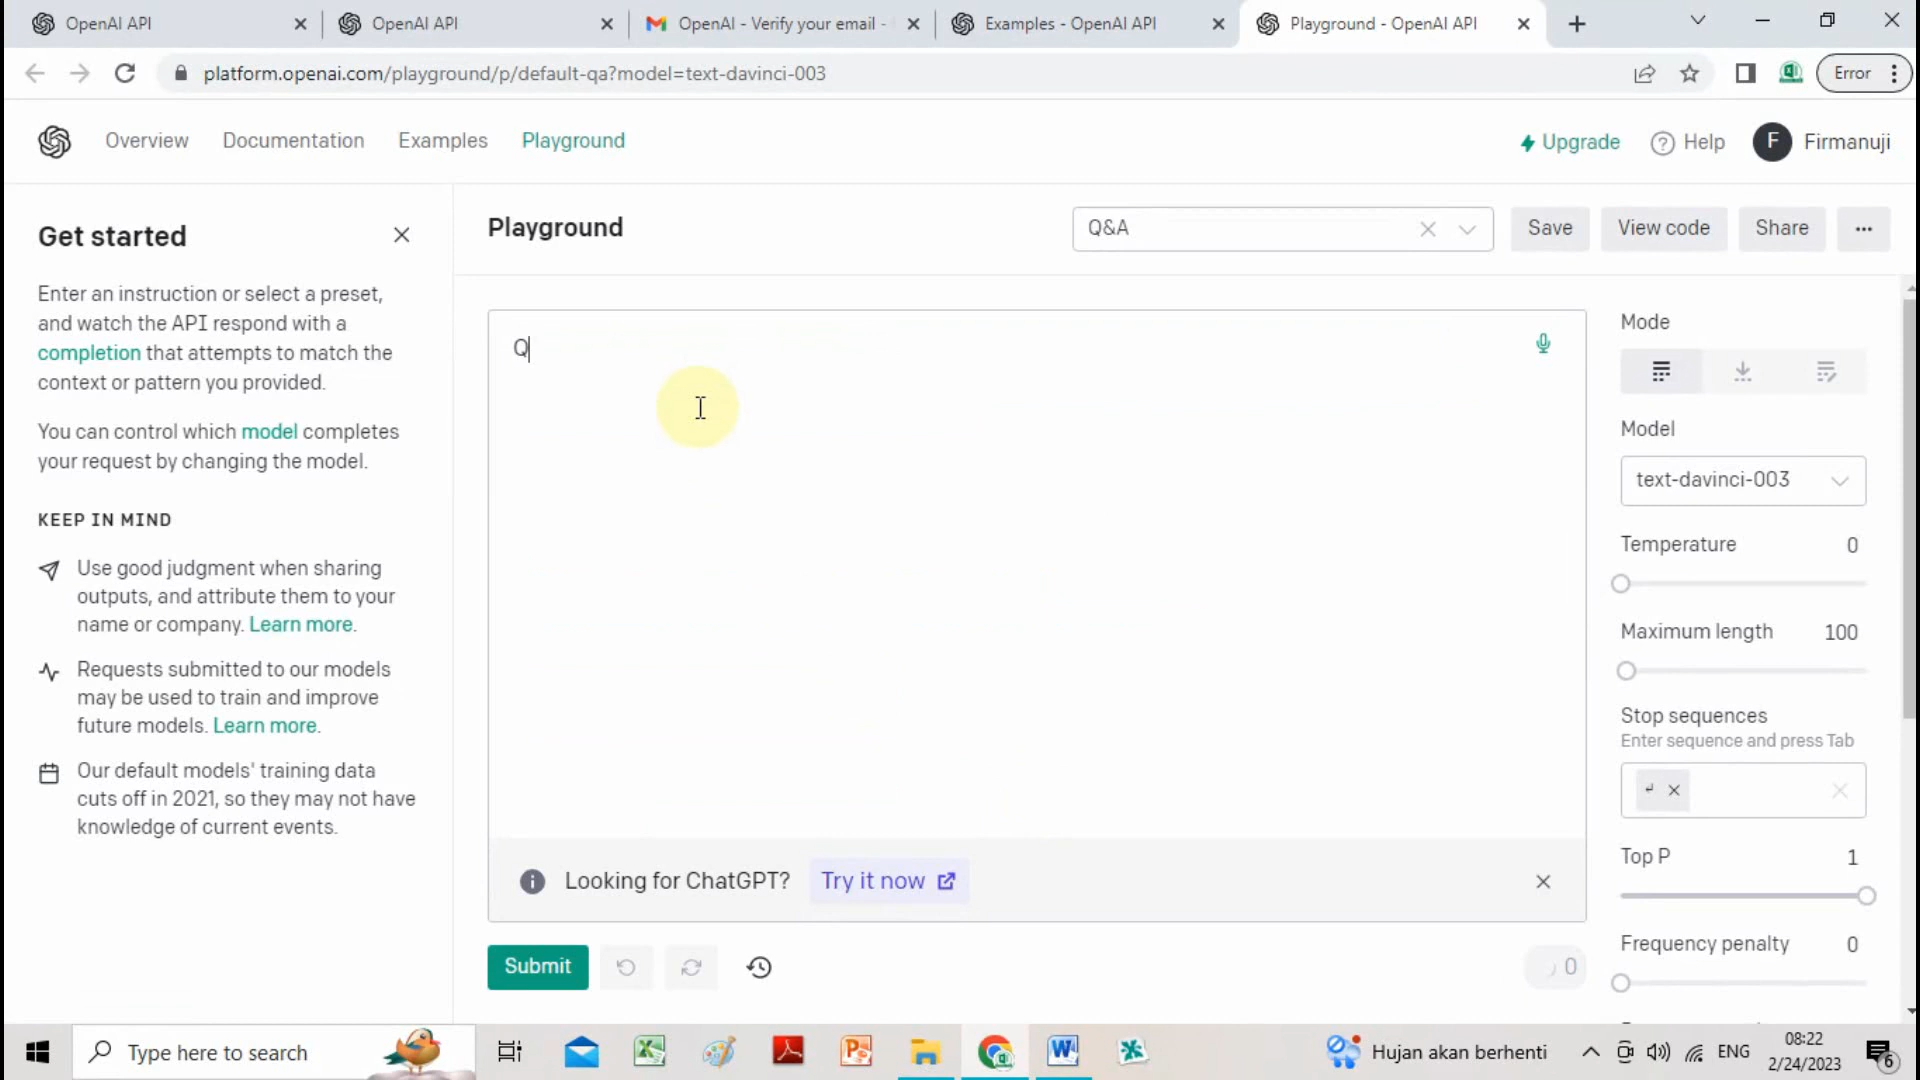 OpenAI API
OpenAI API
OpenAI - Verify your email -
Examples - OpenAI API
Playground - OpenAI API
platform.openai.com/playground/p/default-qa?model=text-davinci-003
Error
Overview
Documentation
Examples
Playground
Upgrade
Help
F
Firmanuji
Get started
Enter an instruction or select a preset,
and watch the API respond with a
completion that attempts to match the
context or pattern you provided.
You can control which model completes
your request by changing the model.
KEEP IN MIND
Use good judgment when sharing
outputs, and attribute them to your
name or company. Learn more.
Requests submitted to our models
may be used to train and improve
future models. Learn more.
Our default models' training data
cuts off in 2021, so they may not have
knowledge of current events.
Playground
Q&A
Save
View code
Share
Q
Looking for ChatGPT?
Try it now
Submit
0
Mode
Model
text-davinci-003
Temperature 0
Maximum length 100
Stop sequences
Enter sequence and press Tab
Top P 1
Frequency penalty 0
Type here to search
Hujan akan berhenti
ENG
08:22
2/24/2023
6